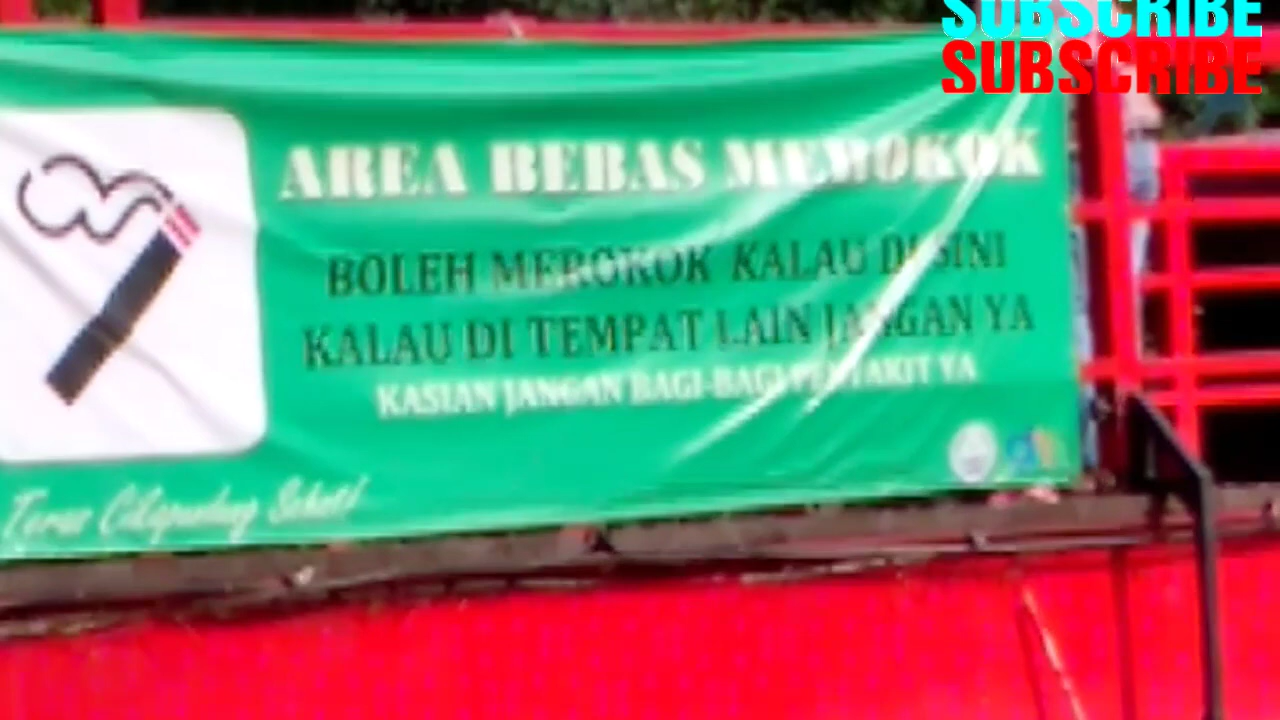 SUBSCRIBE
SUBSCRIBE
AREA BEBAS MEROKOK
BOLEH MEROKOK KALAU DI SINI
KALAU DI TEMPAT LAIN JANGAN YA
KASIAN JANGAN BAGI-BAGI PENYAKIT YA
Teras Cikapundung Sehat!